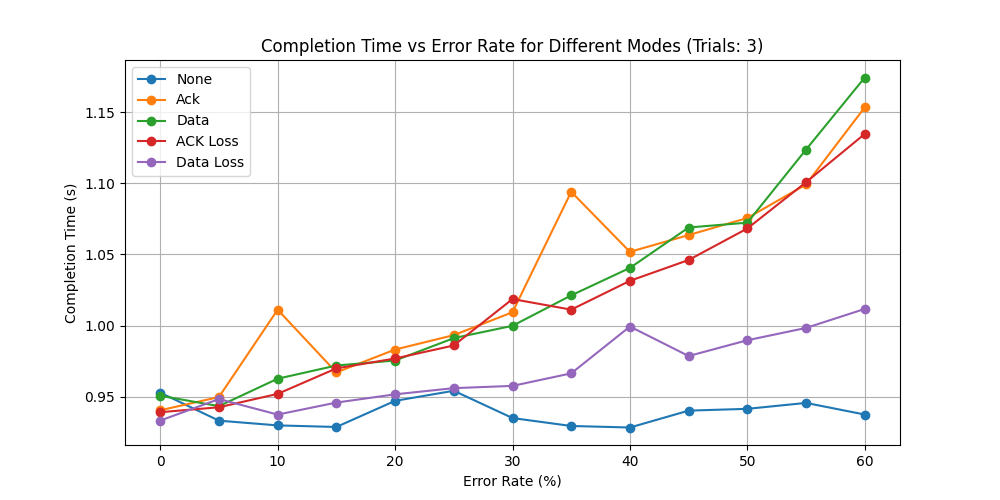 Completion Time vs Error Rate for Different Modes (Trials: 3)
None
Ack
Data
ACK Loss
Data Loss
Completion Time (s)
1.15
1.10
1.05
1.00
0.95
0 10 20 30 40 50 60
Error Rate (%)